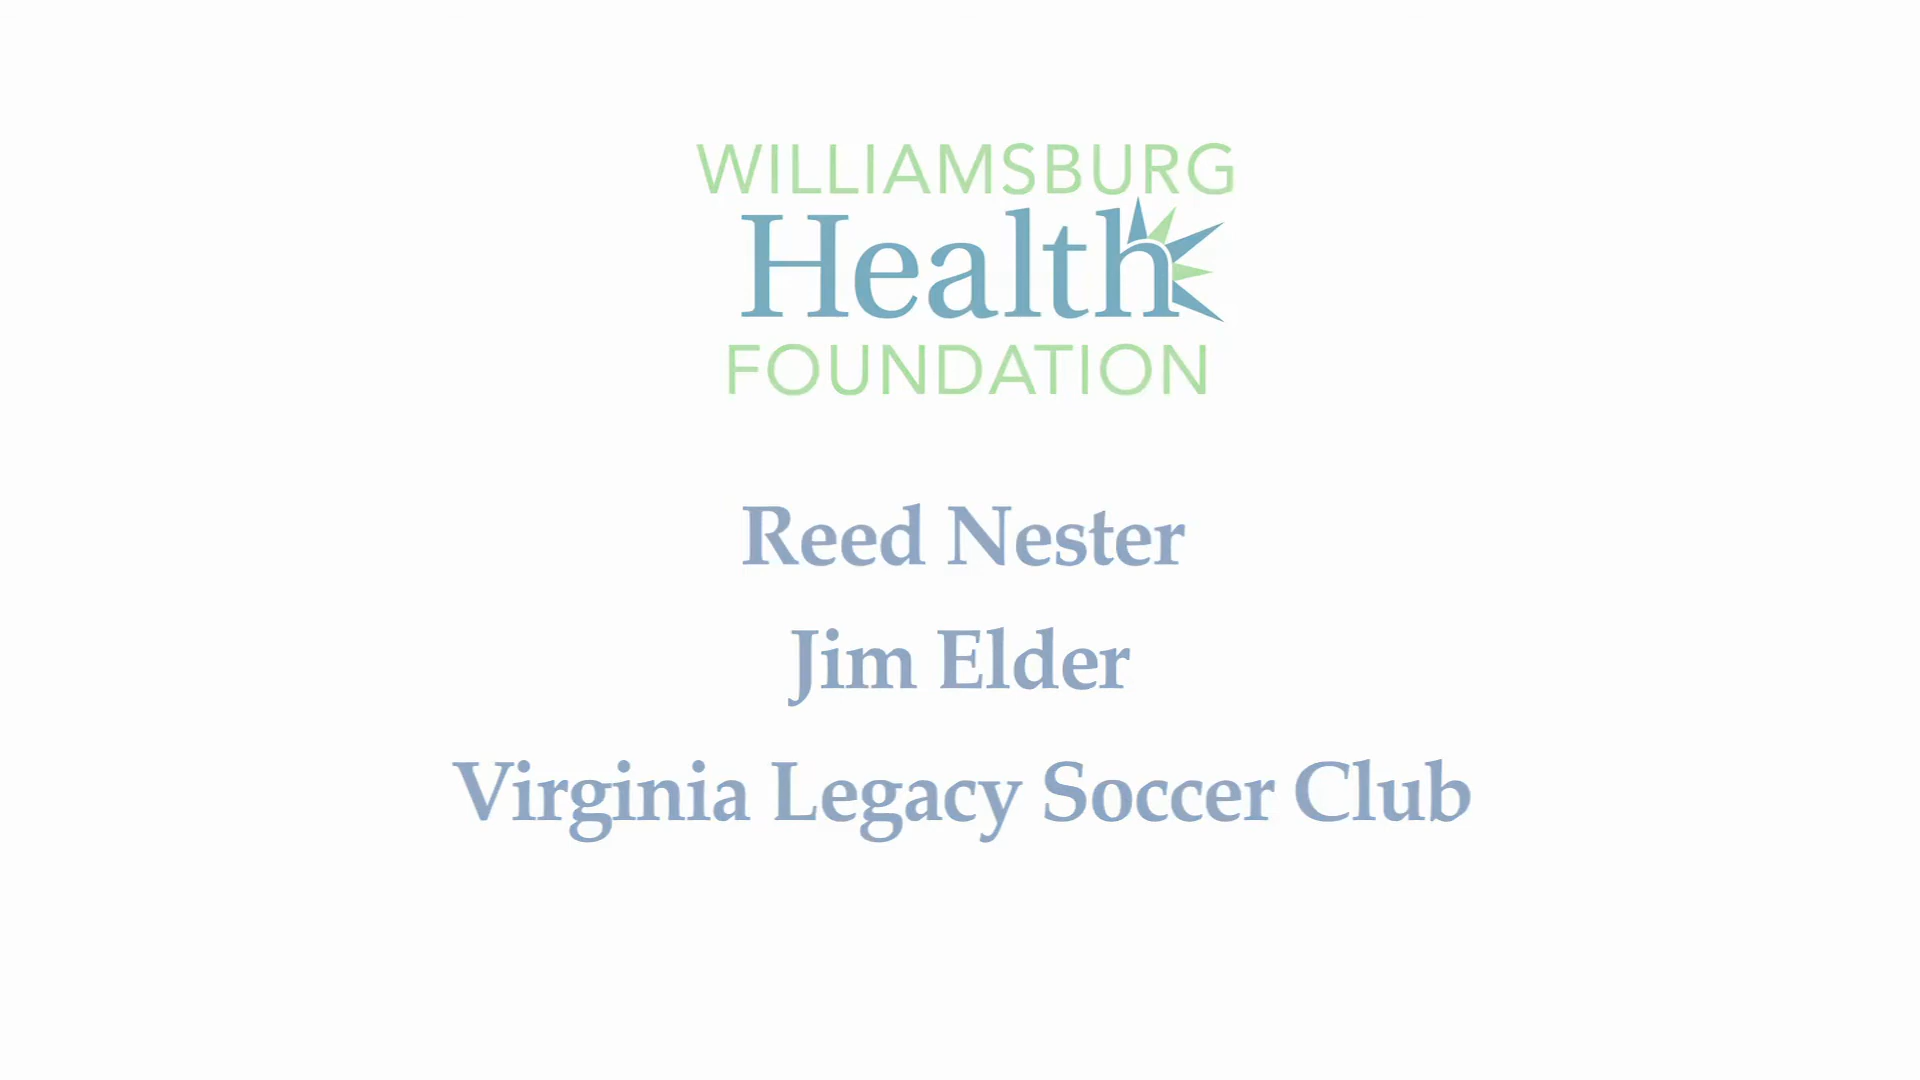 WILLIAMSBURG
Health
FOUNDATION
Reed Nester
Jim Elder
Virginia Legacy Soccer Club